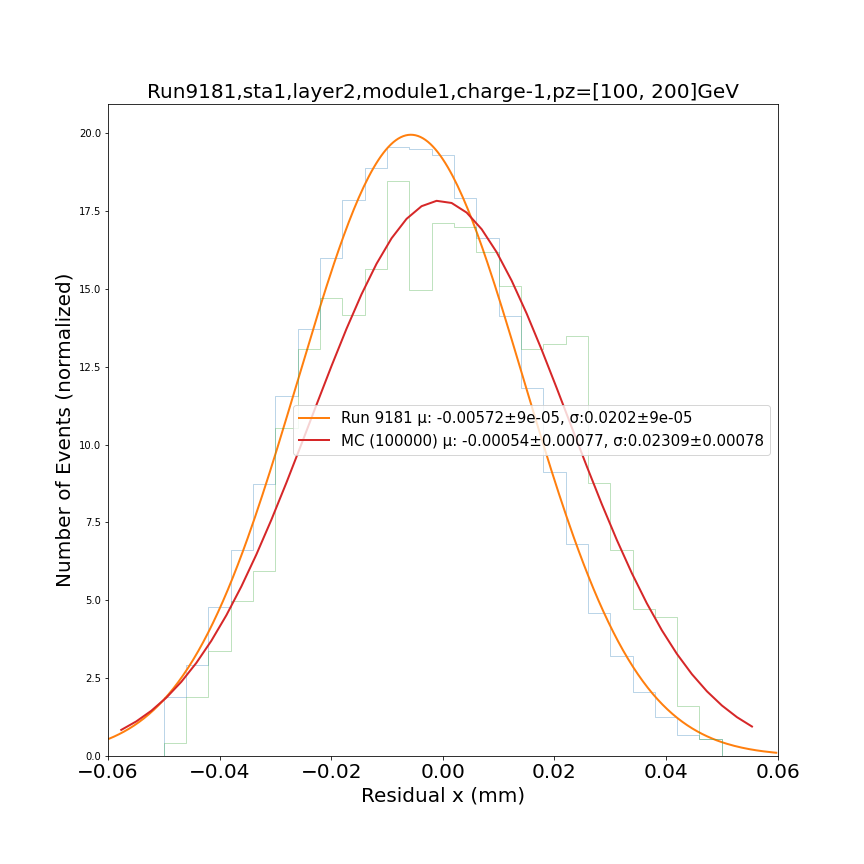 Run9181,sta1,layer2,module1,charge-1,pz=[100, 200]GeV
Number of Events (normalized)
20.0
17.5
15.0
12.5
10.0
7.5
5.0
2.5
0.0
Run 9181 μ: -0.00572±9e-05, σ:0.0202±9e-05
MC (100000) μ: -0.00054±0.00077, σ:0.02309±0.00078
−0.06 −0.04 −0.02 0.00 0.02 0.04 0.06
Residual x (mm)